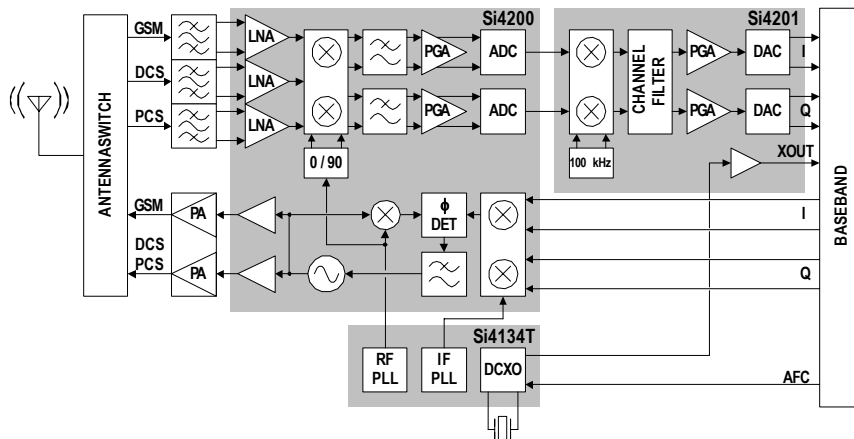 Si4200
Si4201
GSM
DCS
PCS
LNA
LNA
LNA
PGA
PGA
ADC
ADC
CHANNEL
FILTER
PGA
PGA
DAC
DAC
I
Q
0 / 90
100 kHz
XOUT
ANTENNASWITCH
BASEBAND
GSM
DCS
PCS
PA
PA
ϕ
DET
I
Q
Si4134T
RF
PLL
IF
PLL
DCXO
AFC